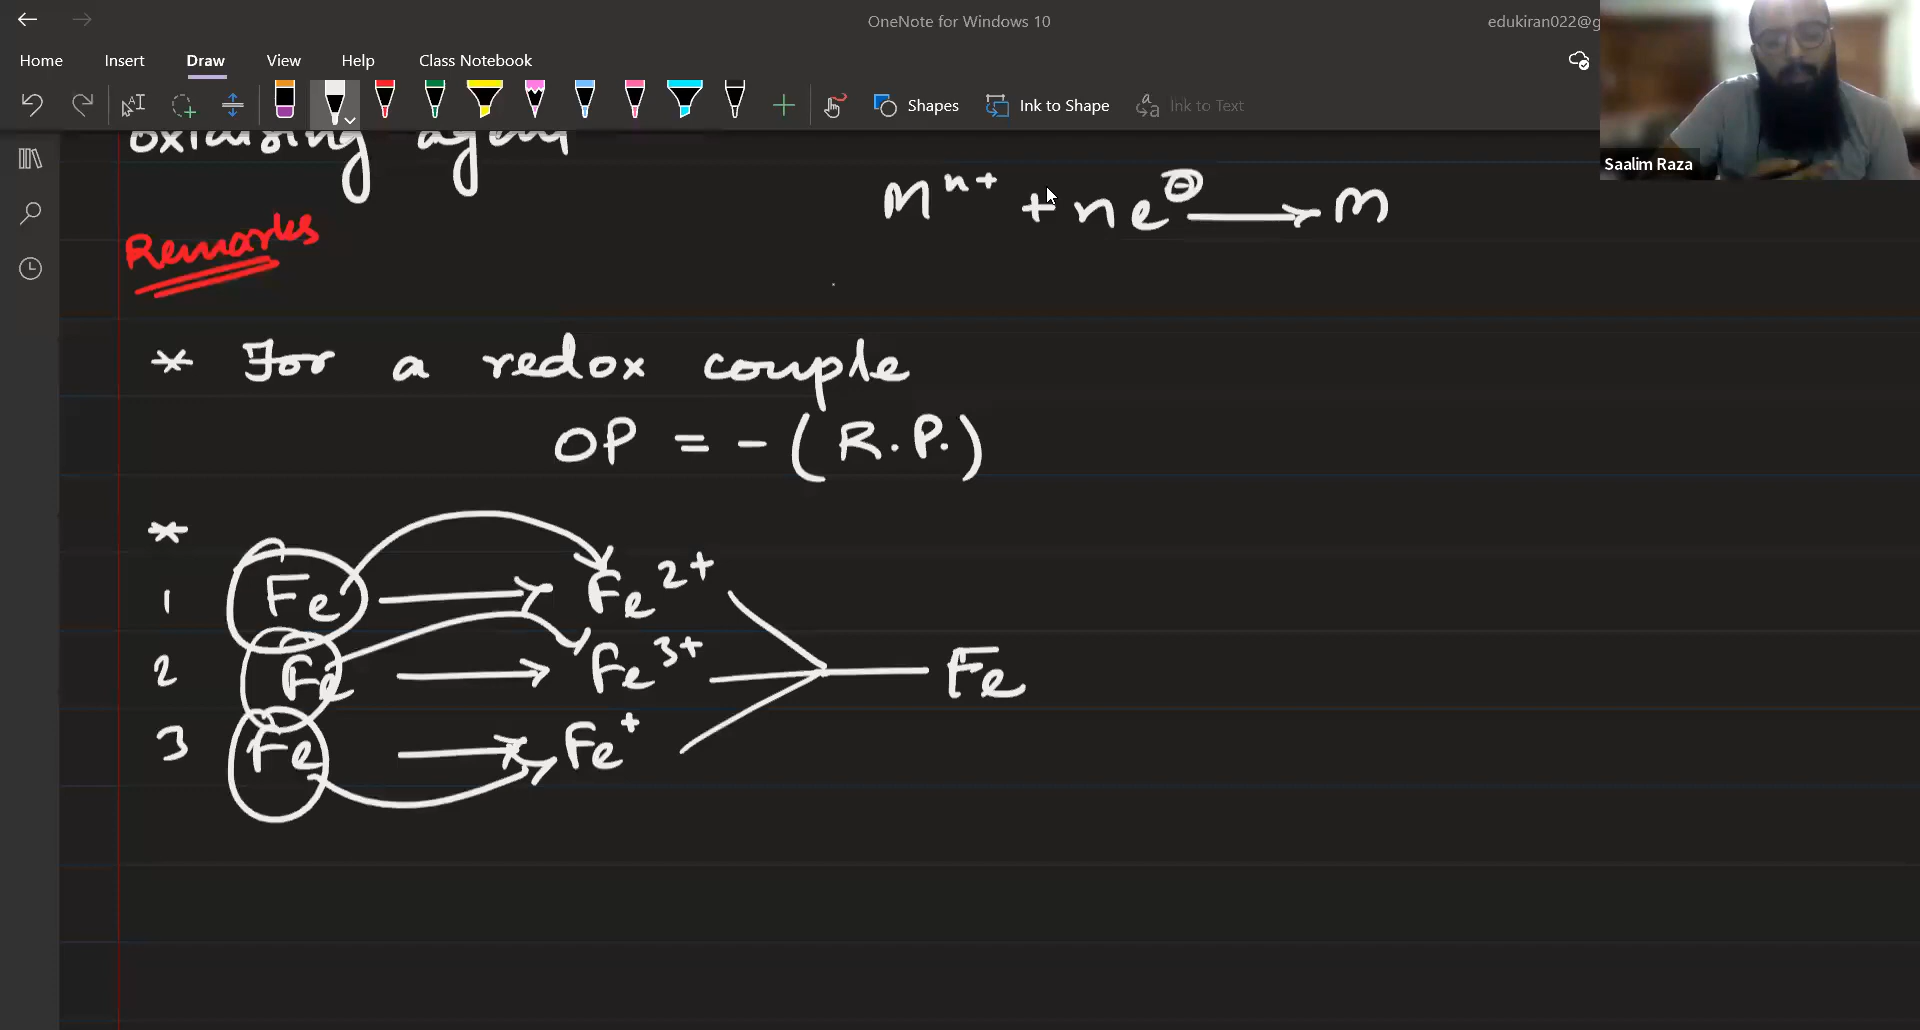 OneNote for Windows 10
edukiran022@g
Home Insert Draw View Help Class Notebook
Shapes Ink to Shape Ink to Text
Saalim Raza
oxidising agent
Mⁿ⁺ + ne⊖ → M
Remarks
* For a redox couple
OP = - (R.P.)
*
1 Fe → Fe²⁺
2 Fe → Fe³⁺ — Fe
3 Fe → Fe⁺